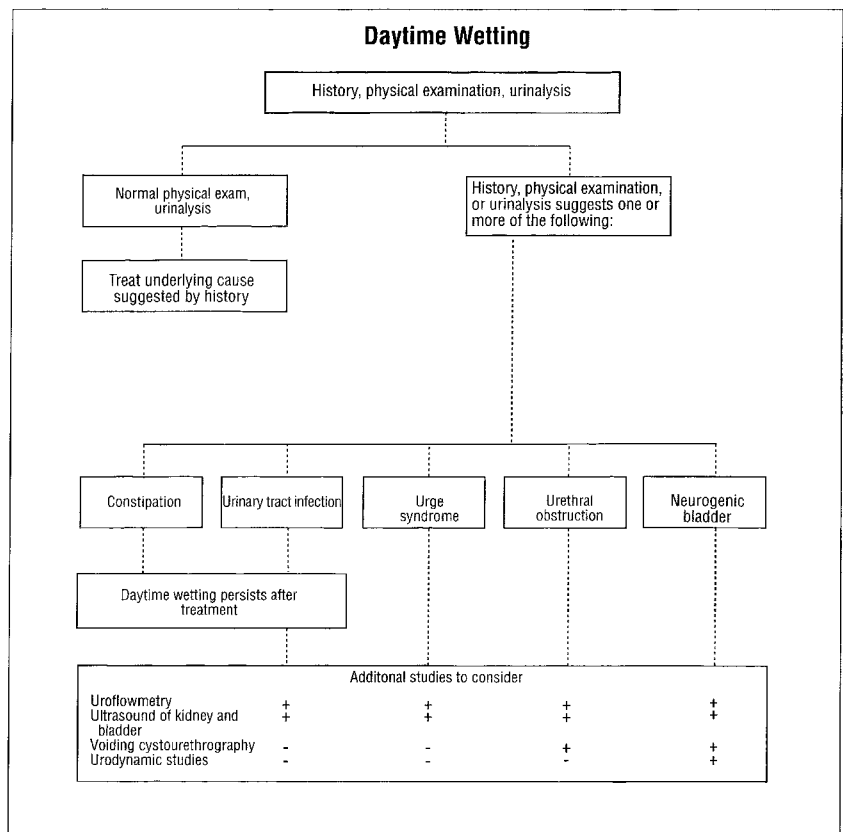 Daytime Wetting
History, physical examination, urinalysis
Normal physical exam,
urinalysis
History, physical examination,
or urinalysis suggests one or
more of the following:
Treat underlying cause
suggested by history
Constipation
Urinary tract infection
Urge
syndrome
Urethral
obstruction
Neurogenic
bladder
Daytime wetting persists after
treatment
Additonal studies to consider
Uroflowmetry + + + +
Ultrasound of kidney and + + + +
bladder
Voiding cystourethrography - - + +
Urodynamic studies - - - +